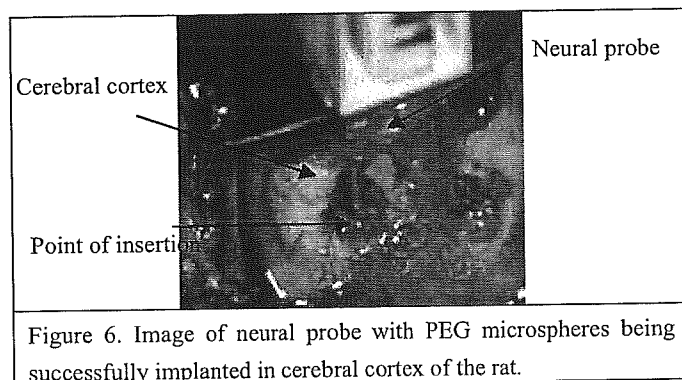 Neural probe
Cerebral cortex
Point of insertion
Figure 6. Image of neural probe with PEG microspheres being
successfully implanted in cerebral cortex of the rat.